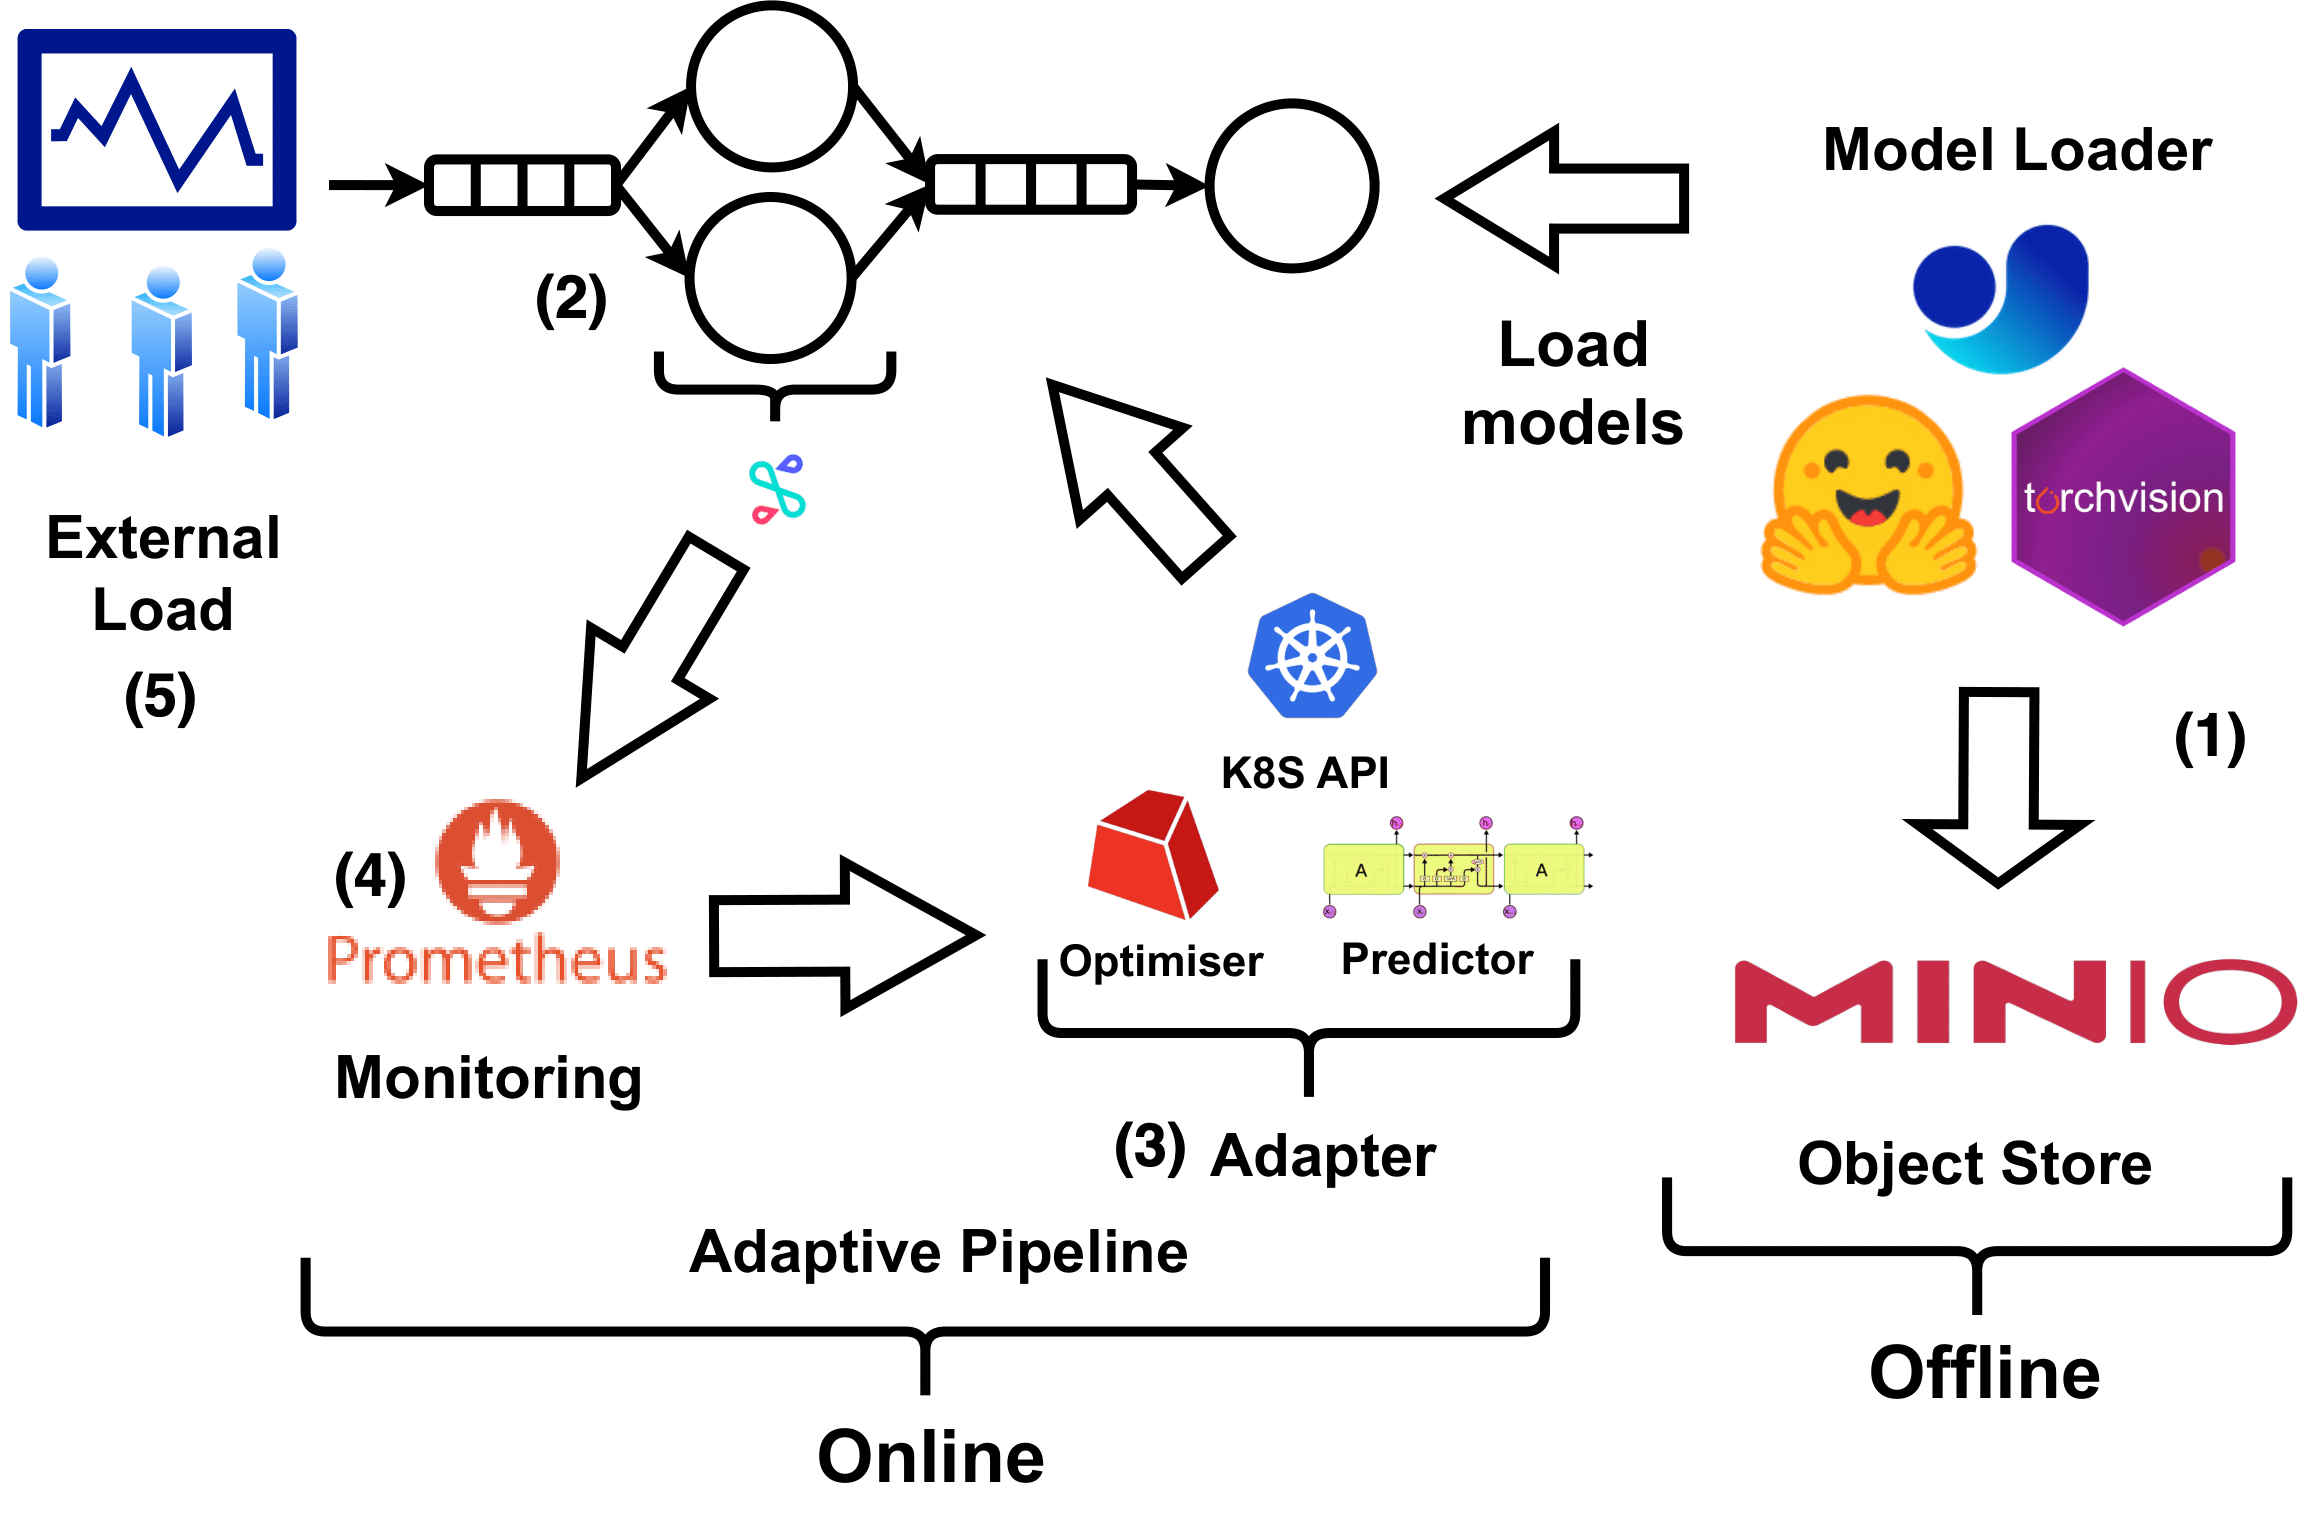 Model Loader
(2)
Load
models
torchvision
External
Load
(5)
(1)
K8S API
(4)
A
A
Prometheus
Optimiser
Predictor
MINIO
Monitoring
(3) Adapter
Object Store
Adaptive Pipeline
Offline
Online